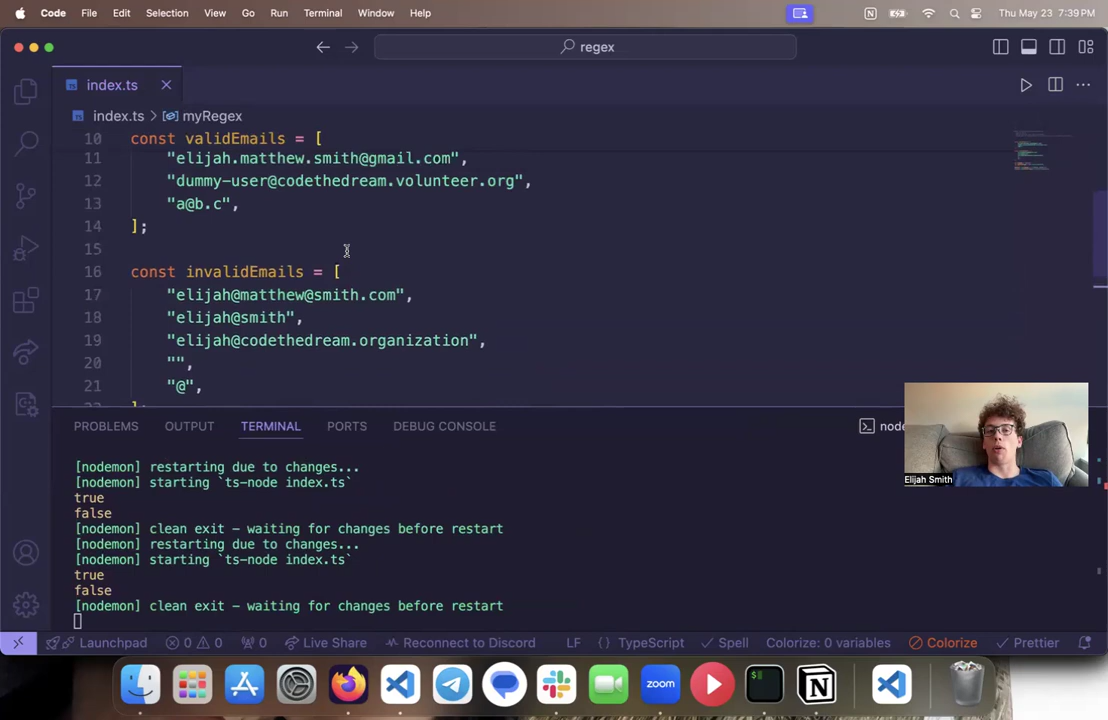 Code File Edit Selection View Go Run Terminal Window Help Thu May 23 7:39 PM
regex
index.ts
index.ts > myRegex
10 const validEmails = [
11 "elijah.matthew.smith@gmail.com",
12 "dummy-user@codethedream.volunteer.org",
13 "a@b.c",
14 ];
15
16 const invalidEmails = [
17 "elijah@matthew@smith.com",
18 "elijah@smith",
19 "elijah@codethedream.organization",
20 "",
21 "@",
PROBLEMS OUTPUT TERMINAL PORTS DEBUG CONSOLE node
Elijah Smith
[nodemon] restarting due to changes...
[nodemon] starting `ts-node index.ts`
true
false
[nodemon] clean exit - waiting for changes before restart
[nodemon] restarting due to changes...
[nodemon] starting `ts-node index.ts`
true
false
[nodemon] clean exit - waiting for changes before restart
Launchpad 0 0 0 Live Share Reconnect to Discord LF {} TypeScript Spell Colorize: 0 variables Colorize Prettier
zoom